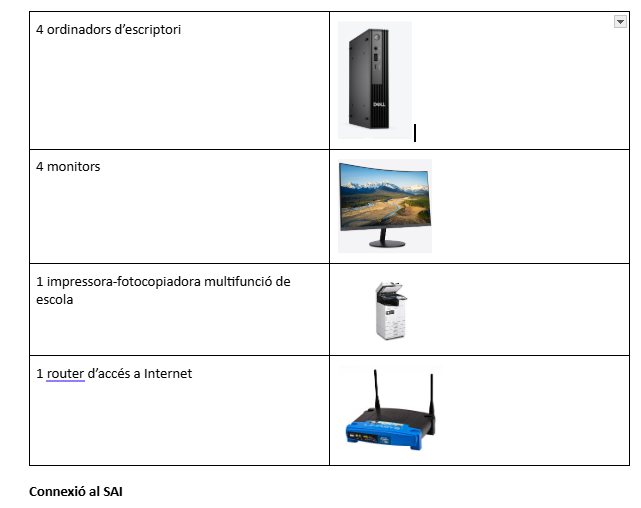 4 ordinadors d’escriptori
DELL
4 monitors
1 impressora-fotocopiadora multifunció de
escola
1 router d’accés a Internet
Connexió al SAI